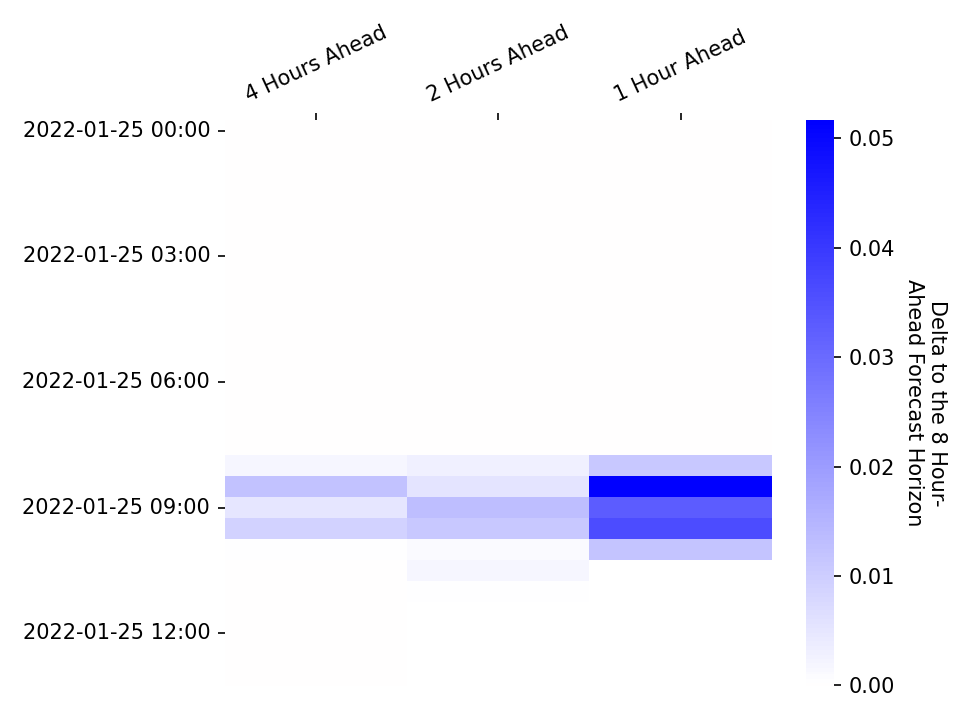 4 Hours Ahead
2 Hours Ahead
1 Hour Ahead
2022-01-25 00:00
2022-01-25 03:00
2022-01-25 06:00
2022-01-25 09:00
2022-01-25 12:00
0.05
0.04
0.03
0.02
0.01
0.00
Delta to the 8 Hour-
Ahead Forecast Horizon